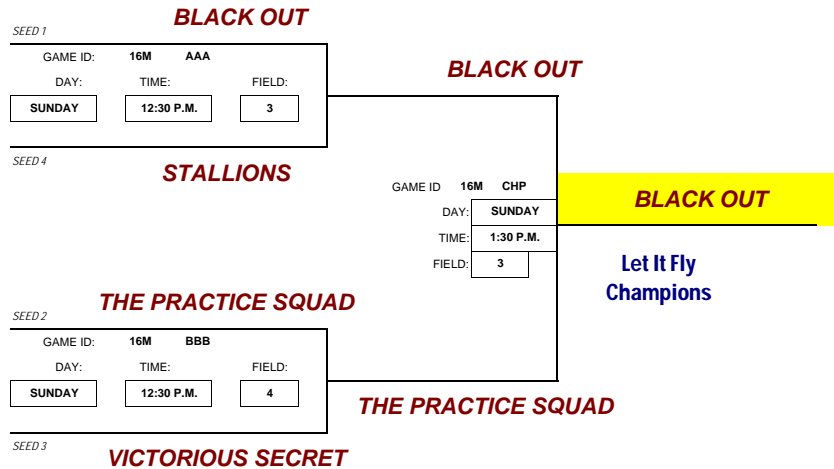 BLACK OUT
SEED 1
GAME ID: 16M AAA
DAY: TIME: FIELD:
SUNDAY 12:30 P.M. 3
SEED 4
STALLIONS
BLACK OUT
GAME ID 16M CHP
DAY: SUNDAY
TIME: 1:30 P.M.
FIELD: 3
BLACK OUT
Let It Fly
Champions
THE PRACTICE SQUAD
SEED 2
GAME ID: 16M BBB
DAY: TIME: FIELD:
SUNDAY 12:30 P.M. 4
THE PRACTICE SQUAD
SEED 3
VICTORIOUS SECRET